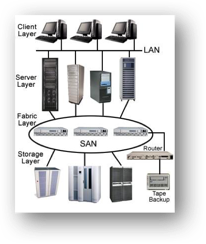 Client
Layer
LAN
Server
Layer
Fabric
Layer
SAN
Storage
Layer
Router
Tape
Backup